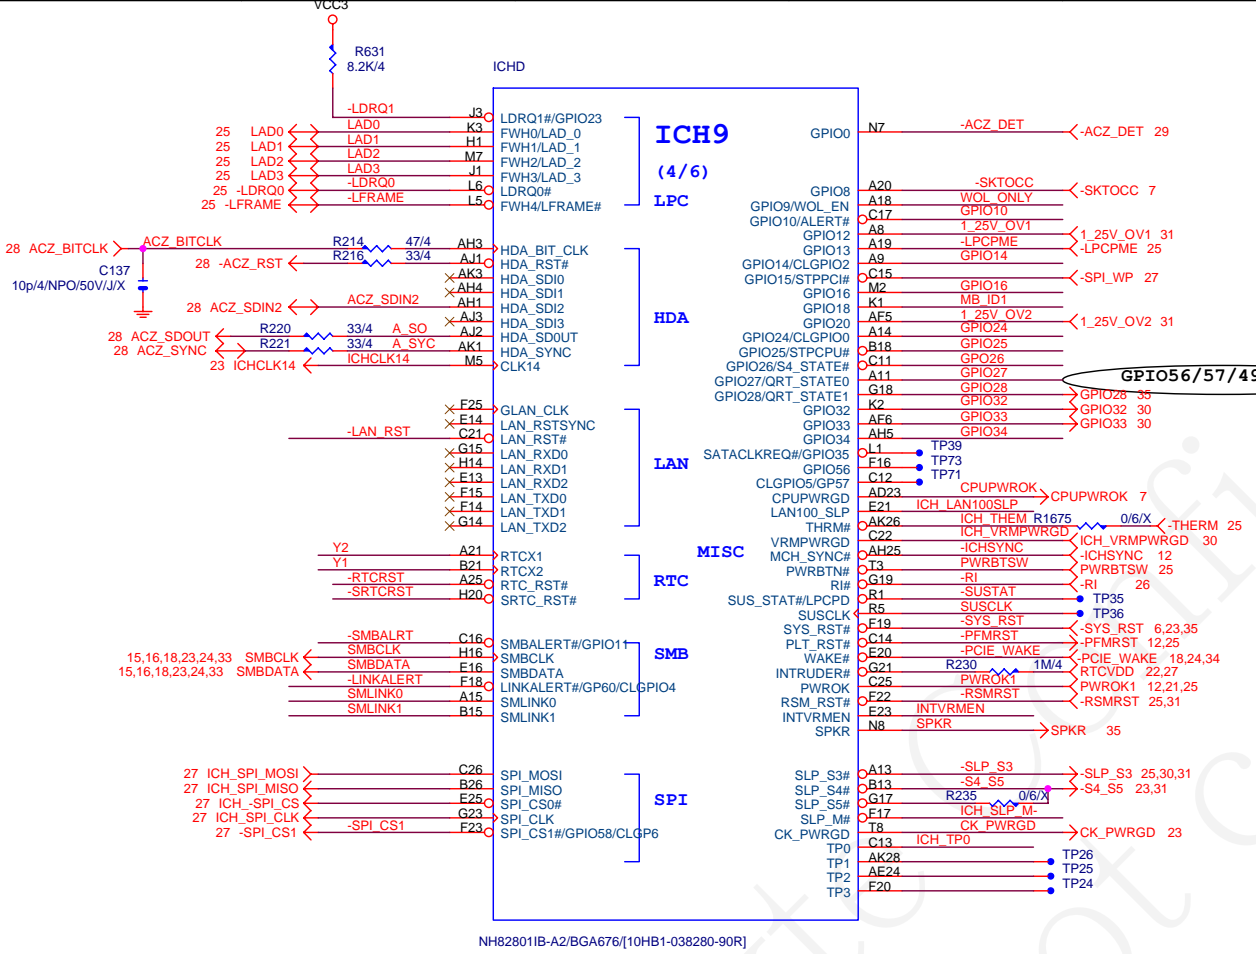 VCC3
R631
8.2K/4
ICHD
-LDRQ1 J3 LDRQ1#/GPIO23
25 LAD0 LAD0 K3 FWH0/LAD_0
25 LAD1 LAD1 H1 FWH1/LAD_1
25 LAD2 LAD2 M7 FWH2/LAD_2
25 LAD3 LAD3 J1 FWH3/LAD_3
25 -LDRQ0 -LDRQ0 L6 LDRQ0#
25 -LFRAME -LFRAME L5 FWH4/LFRAME#
ICH9
(4/6)
LPC
28 ACZ_BITCLK ACZ_BITCLK R214 47/4 AH3 HDA_BIT_CLK
28 -ACZ_RST R216 33/4 AJ1 HDA_RST#
C137
10p/4/NPO/50V/J/X
AK3 HDA_SDI0
AH4 HDA_SDI1
28 ACZ_SDIN2 ACZ_SDIN2 AH1 HDA_SDI2
AJ3 HDA_SDI3
28 ACZ_SDOUT R220 33/4 A_SO AJ2 HDA_SD0UT
28 ACZ_SYNC R221 33/4 A_SYC AK1 HDA_SYNC
23 ICHCLK14 ICHCLK14 M5 CLK14
HDA
F25 GLAN_CLK
E14 LAN_RSTSYNC
-LAN_RST C21 LAN_RST#
G15 LAN_RXD0
H14 LAN_RXD1
E13 LAN_RXD2
F15 LAN_TXD0
F14 LAN_TXD1
G14 LAN_TXD2
LAN
Y2 A21 RTCX1
Y1 B21 RTCX2
-RTCRST A25 RTC_RST#
-SRTCRST H20 SRTC_RST#
RTC
MISC
-SMBALRT C16 SMBALERT#/GPIO11
15,16,18,23,24,33 SMBCLK SMBCLK H16 SMBCLK
15,16,18,23,24,33 SMBDATA SMBDATA E16 SMBDATA
-LINKALERT F18 LINKALERT#/GP60/CLGPIO4
SMLINK0 A15 SMLINK0
SMLINK1 B15 SMLINK1
SMB
27 ICH_SPI_MOSI C26 SPI_MOSI
27 ICH_SPI_MISO B26 SPI_MISO
27 ICH_-SPI_CS E25 SPI_CS0#
27 ICH_SPI_CLK G23 SPI_CLK
27 -SPI_CS1 -SPI_CS1 F23 SPI_CS1#/GPIO58/CLGP6
SPI
GPIO0 N7 -ACZ_DET -ACZ_DET 29
GPIO8 A20 -SKTOCC -SKTOCC 7
GPIO9/WOL_EN A18 WOL_ONLY
GPIO10/ALERT# C17 GPIO10
GPIO12 A8 1_25V_OV1 1_25V_OV1 31
GPIO13 A19 -LPCPME -LPCPME 25
GPIO14/CLGPIO2 A9 GPIO14
GPIO15/STPPCI# C15 -SPI_WP 27
GPIO16 M2 GPIO16
GPIO18 K1 MB_ID1
GPIO20 AF5 1_25V_OV2 1_25V_OV2 31
GPIO24/CLGPIO0 A14 GPIO24
GPIO25/STPCPU# B18 GPIO25
GPIO26/S4_STATE# C11 GPO26
GPIO27/QRT_STATE0 A11 GPIO27
GPIO56/57/49
GPIO28/QRT_STATE1 G18 GPIO28 GPIO28 35
GPIO32 K2 GPIO32 GPIO32 30
GPIO33 AF6 GPIO33 GPIO33 30
GPIO34 AH5 GPIO34
SATACLKREQ#/GPIO35 L1 TP39
GPIO56 F16 TP73
CLGPIO5/GP57 C12 TP71
CPUPWRGD AD23 CPUPWROK CPUPWROK 7
LAN100_SLP E21 ICH_LAN100SLP
THRM# AK26 ICH_THEM R1675 0/6/X -THERM 25
VRMPWRGD C22 ICH_VRMPWRGD ICH_VRMPWRGD 30
MCH_SYNC# AH25 -ICHSYNC -ICHSYNC 12
PWRBTN# T3 PWRBTSW PWRBTSW 25
RI# G19 -RI -RI 26
SUS_STAT#/LPCPD R1 -SUSTAT TP35
SUSCLK R5 SUSCLK TP36
SYS_RST# F19 -SYS_RST -SYS_RST 6,23,35
PLT_RST# C14 -PFMRST -PFMRST 12,25
WAKE# E20 -PCIE_WAKE -PCIE_WAKE 18,24,34
INTRUDER# G21 R230 1M/4 RTCVDD 22,27
PWROK C25 PWROK1 PWROK1 12,21,25
RSM_RST# F22 -RSMRST -RSMRST 25,31
INTVRMEN E23 INTVRMEN
SPKR N8 SPKR SPKR 35
SLP_S3# A13 -SLP_S3 -SLP_S3 25,30,31
SLP_S4# B13 -S4_S5 -S4_S5 23,31
SLP_S5# G17 R235 0/6/X
SLP_M# F17 ICH_SLP_M-
CK_PWRGD T8 CK_PWRGD CK_PWRGD 23
TP0 C13 ICH_TP0
TP1 AK28 TP26
TP2 AE24 TP25
TP3 F20 TP24
NH82801IB-A2/BGA676/[10HB1-038280-90R]